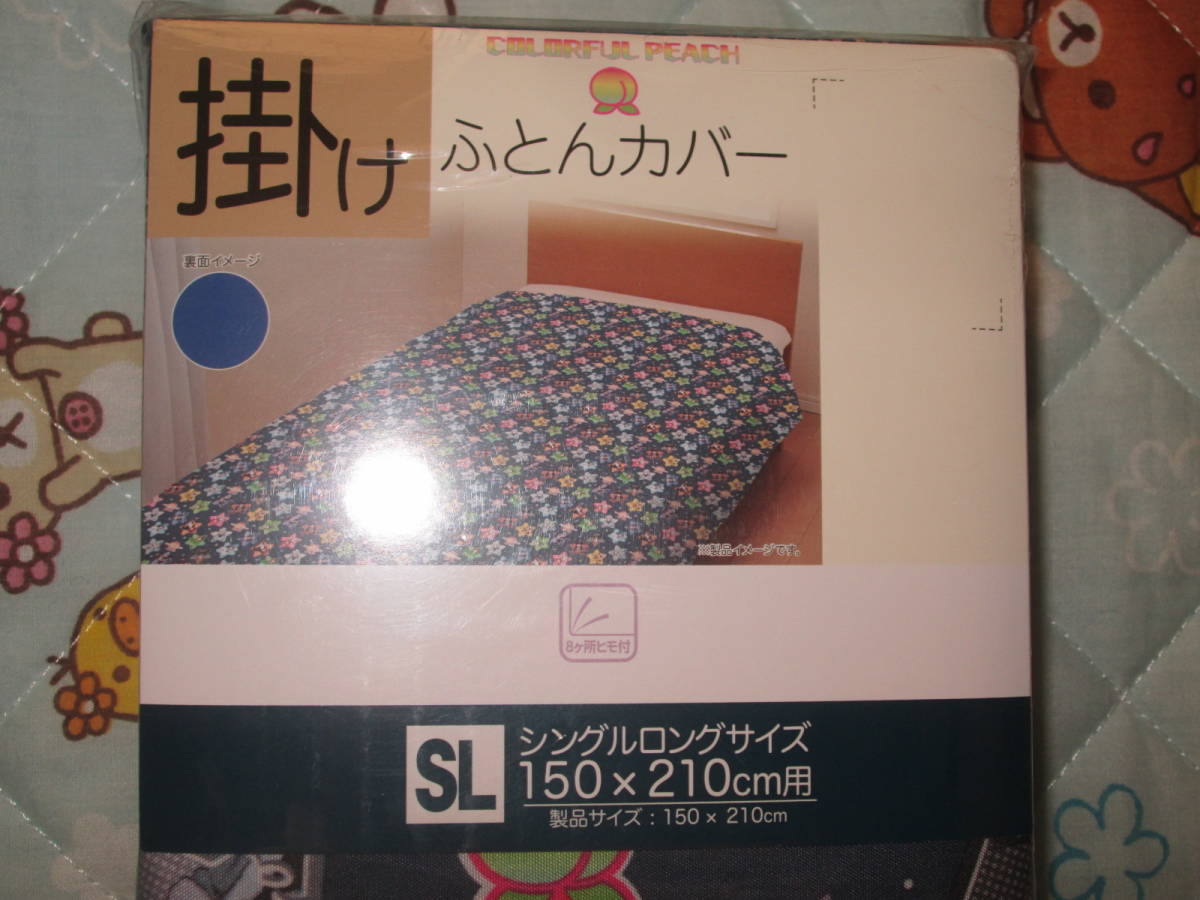 COLORFUL PEACH
掛け
ふとんカバー
裏面イメージ
※製品イメージです。
8ヶ所ヒモ付
SL
シングルロングサイズ
150×210cm用
製品サイズ：150×210cm